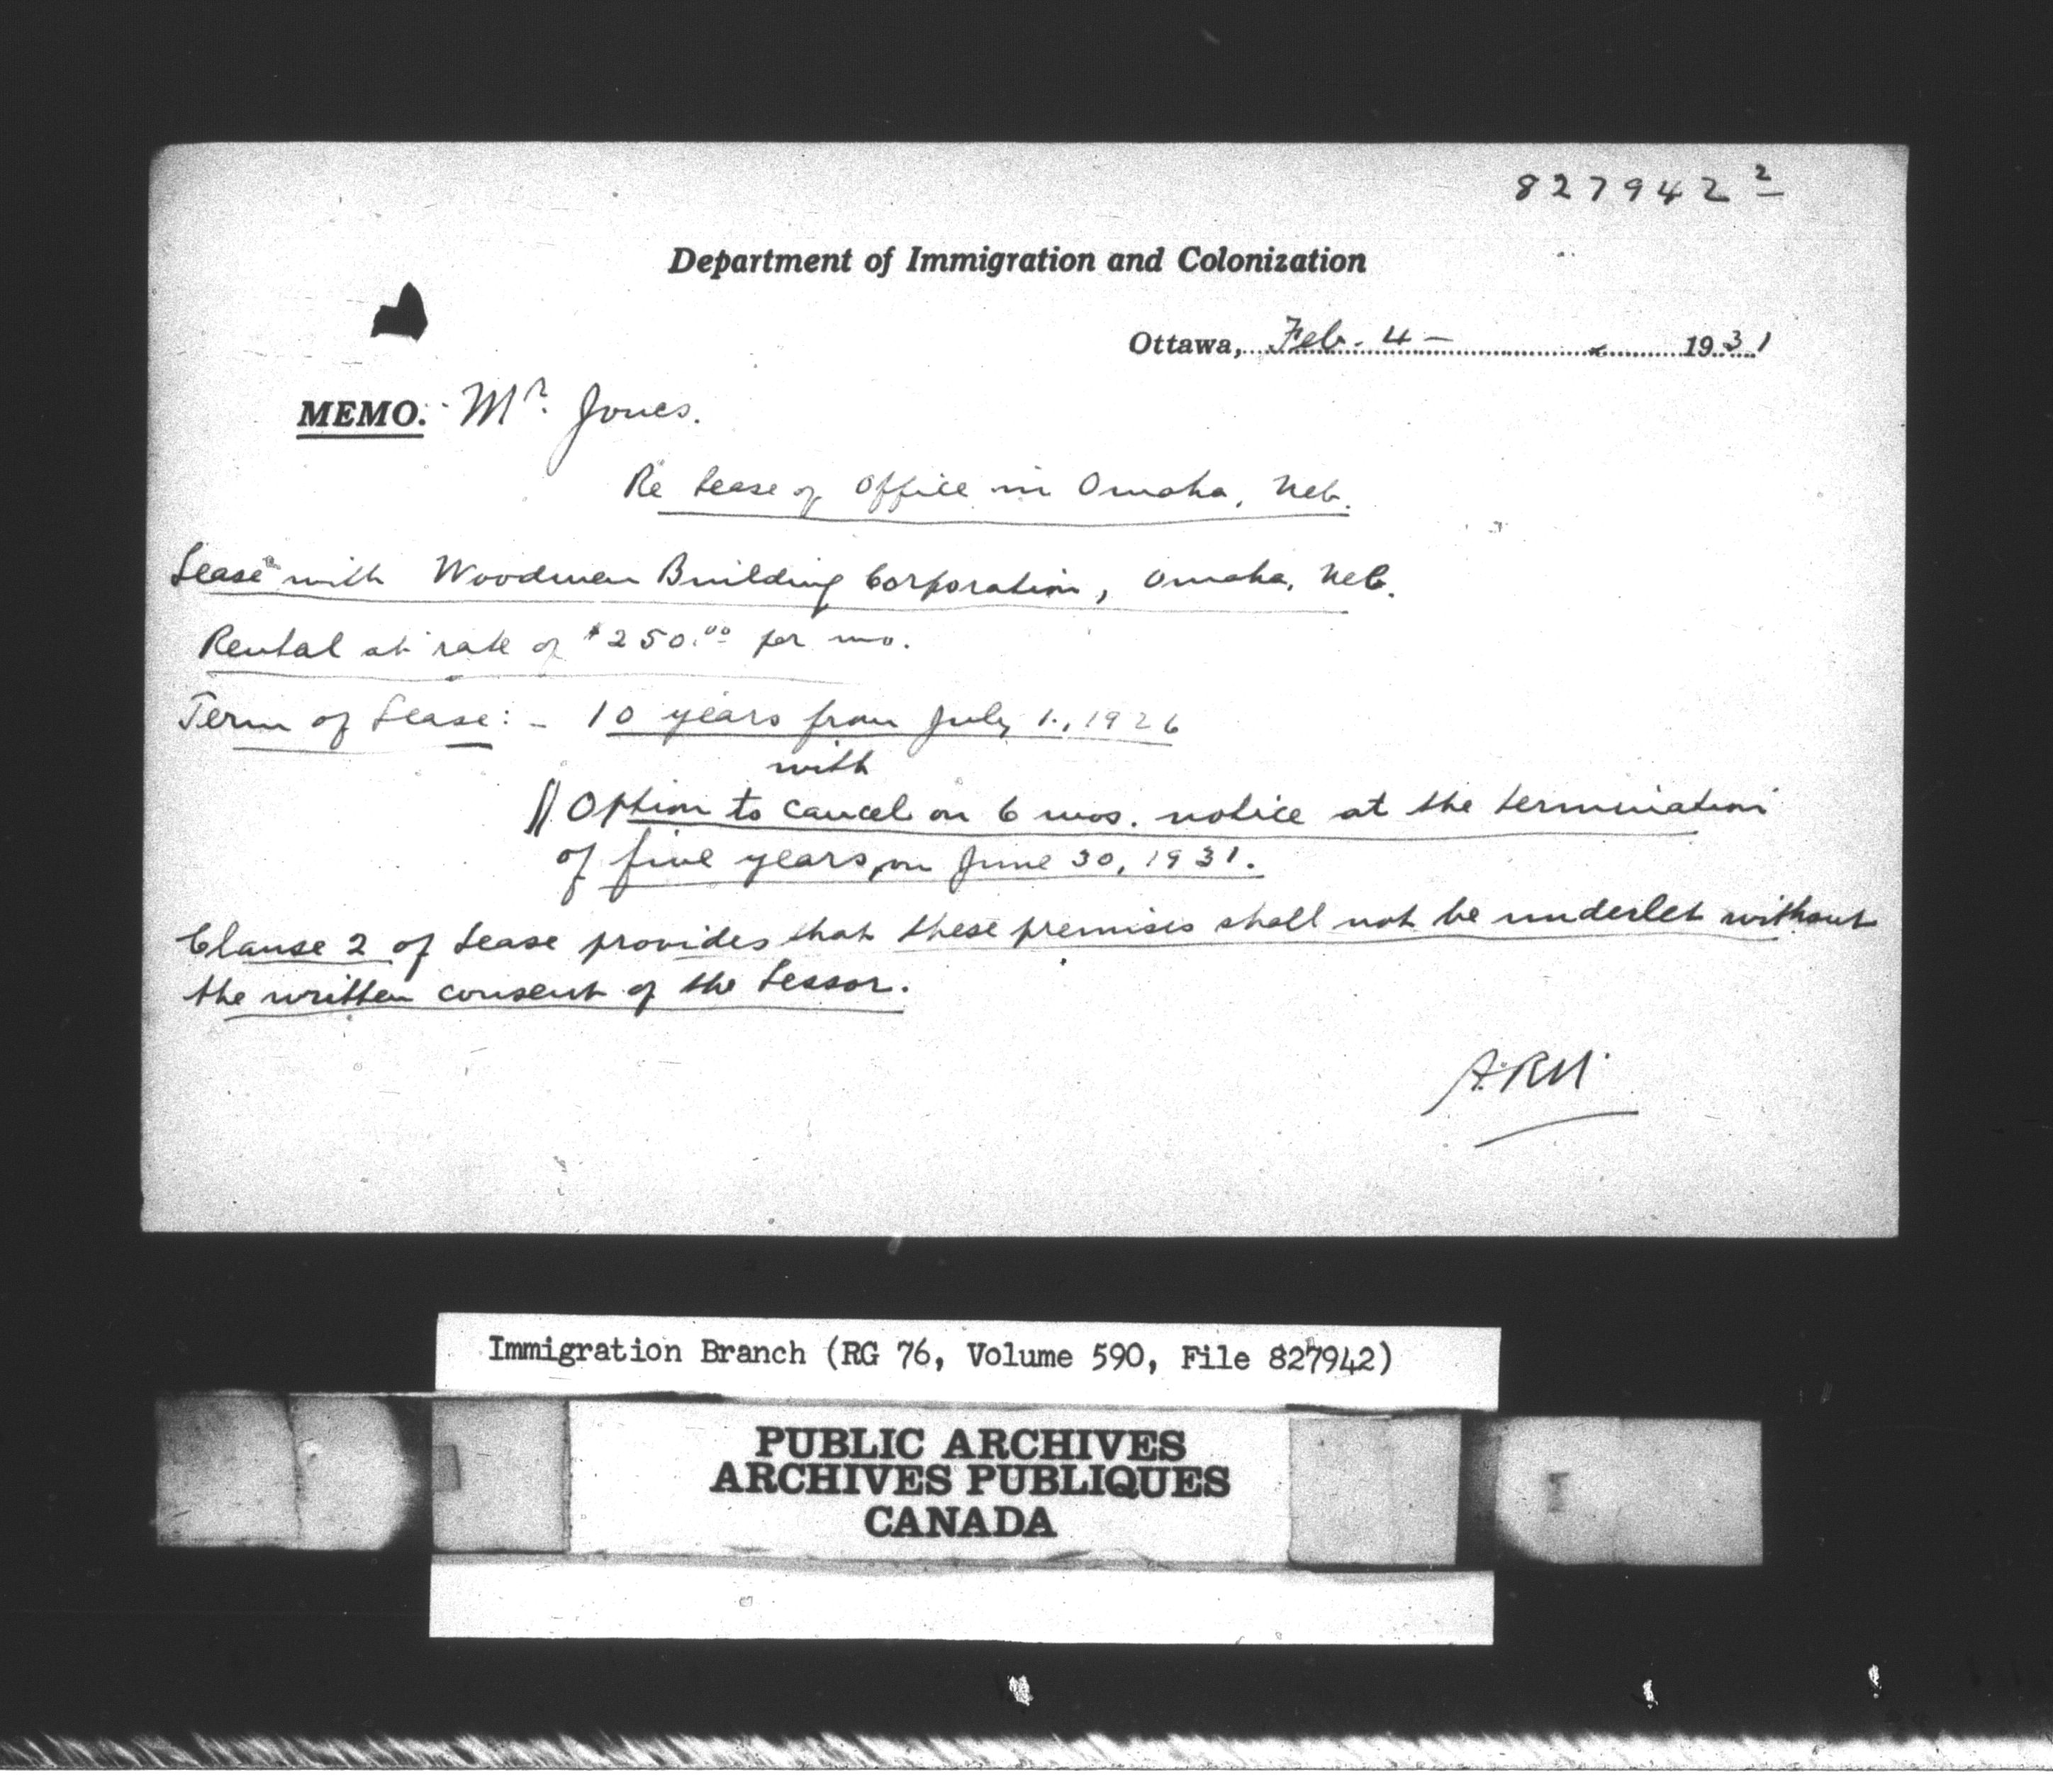 827942 2
Department of Immigration and Colonization
Ottawa, Feb. 4 - 1931
MEMO. Mr. Jones.
Re Lease of Office in Omaha, Neb.
Lease with Woodmen Building Corporation, Omaha, Neb.
Rental at rate of $250.00 per mo.
Term of Lease: - 10 years from July 1., 1926
with
Option to cancel on 6 mos. notice at the termination
of five years, on June 30, 1931.
Clause 2 of Lease provides that these premises shall not be underlet without
the written consent of the Lessor.
Immigration Branch (RG 76, Volume 590, File 827942)
PUBLIC ARCHIVES
ARCHIVES PUBLIQUES
CANADA